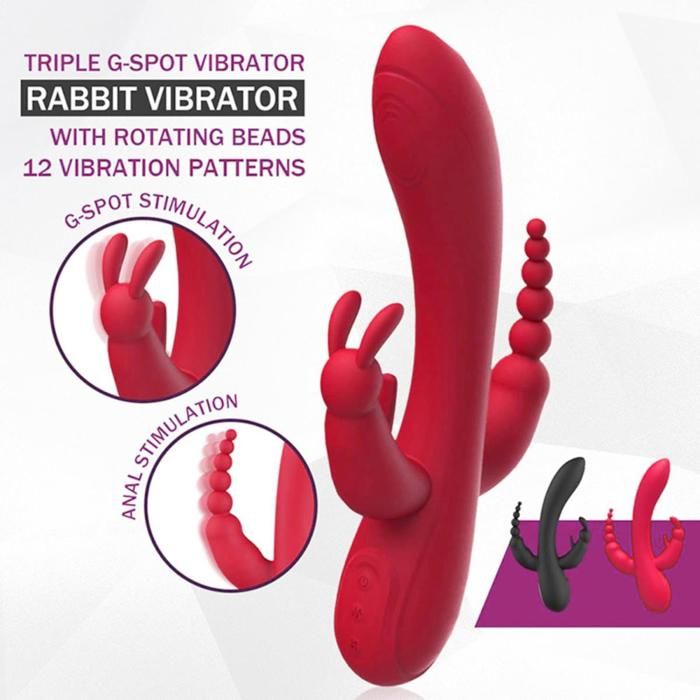 TRIPLE G-SPOT VIBRATOR
RABBIT VIBRATOR
WITH ROTATING BEADS
12 VIBRATION PATTERNS
G-SPOT STIMULATION
ANAL STIMULATION